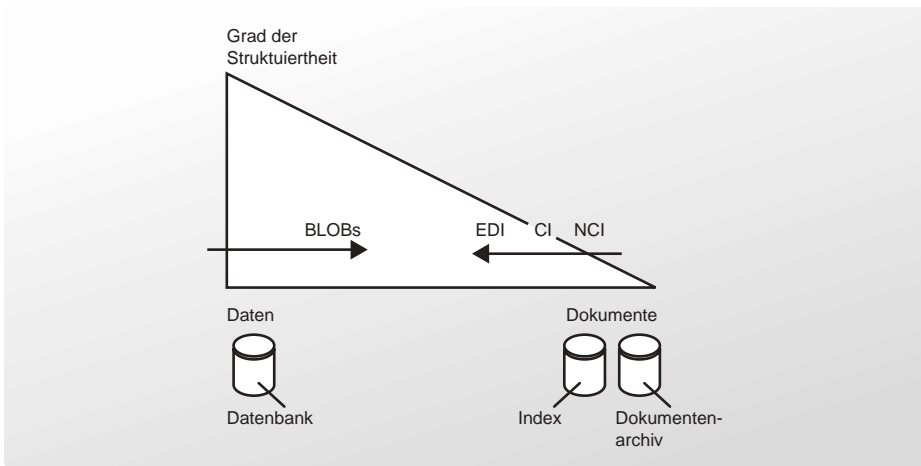 Grad der
Struktuiertheit
BLOBs EDI CI NCI
Daten Dokumente
Datenbank Index Dokumenten-
archiv